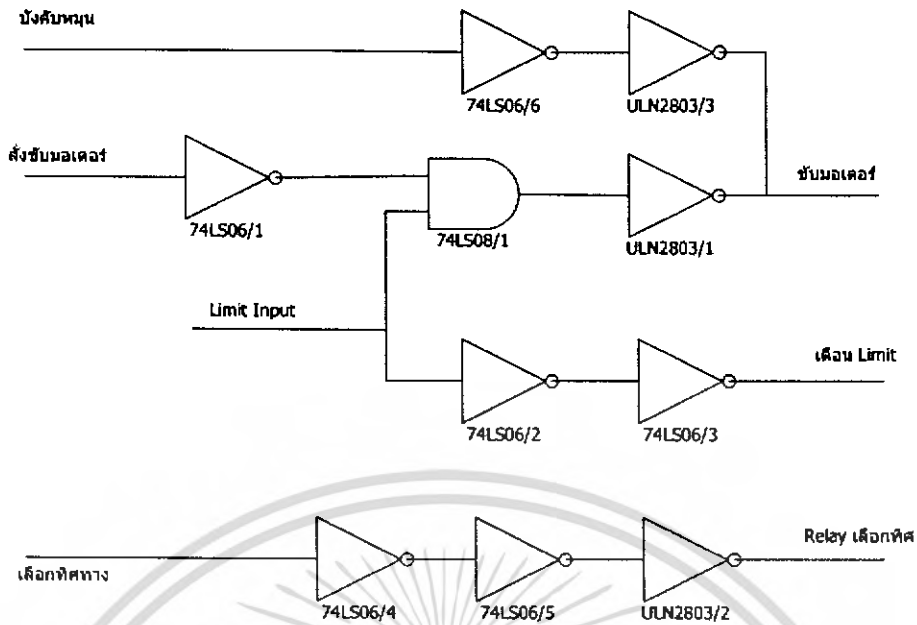 บังคับหมุน
74LS06/6
ULN2803/3
สั่งขับมอเตอร์
ขับมอเตอร์
74LS06/1
74LS08/1
ULN2803/1
Limit Input
เตือน Limit
74LS06/2
74LS06/3
Relay เลือกทิศ
เลือกทิศทาง
74LS06/4
74LS06/5
ULN2803/2